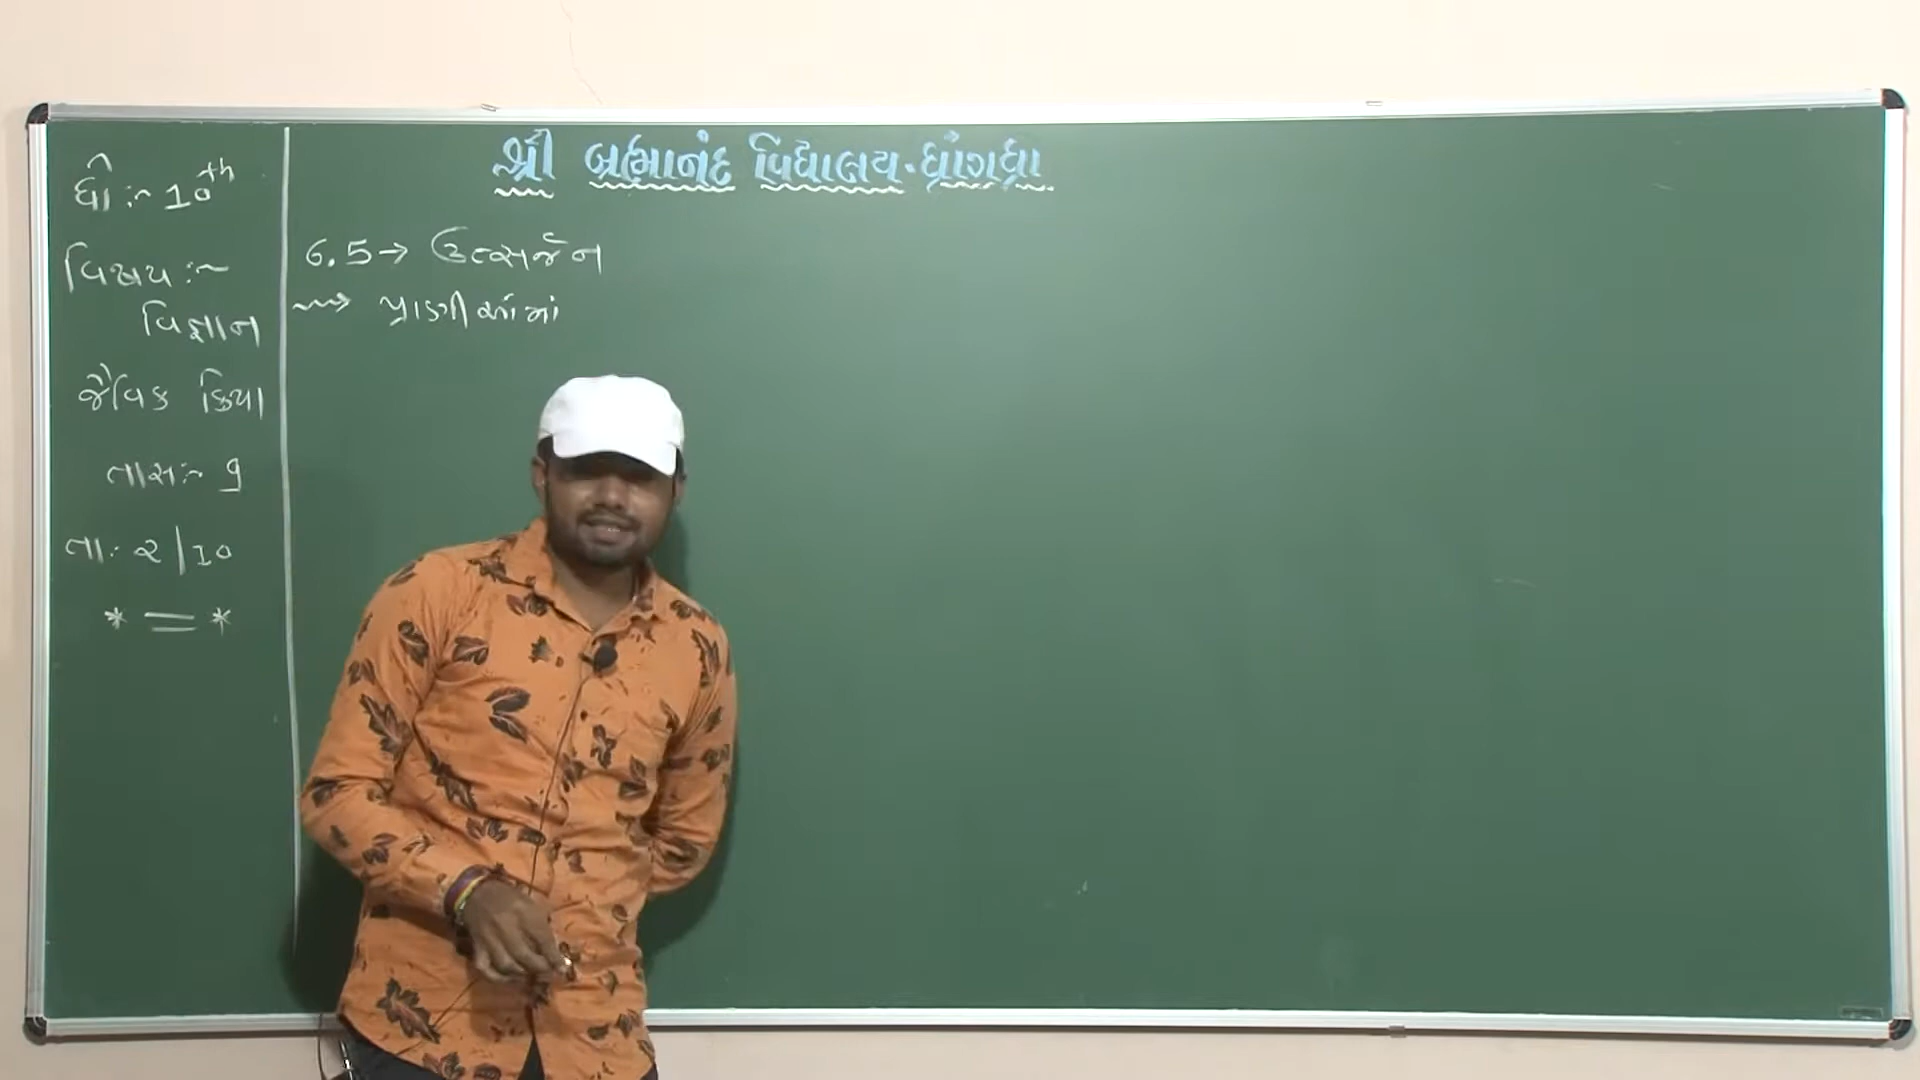 શ્રી બ્રહ્માનંદ વિદ્યાલય - ધ્રાંગધ્રા
ધો :- 10th
વિષય :-
વિજ્ઞાન
જૈવિક ક્રિયા
તાસ :- 9
તા :- ૨ / 10
* = *
6.5 → ઉત્સર્જન
→ પ્રાણીઓમાં